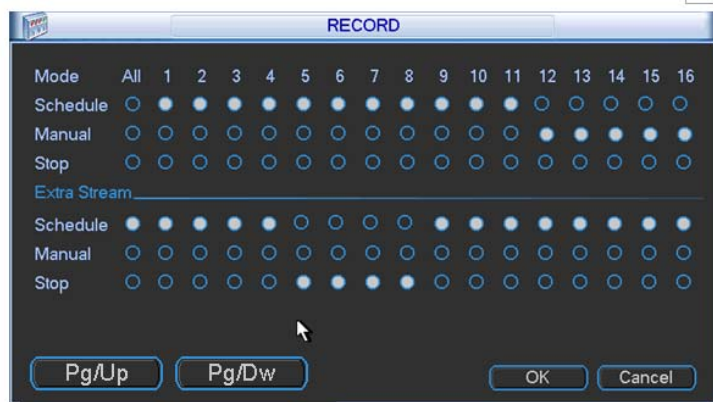 RECORD
Mode All 1 2 3 4 5 6 7 8 9 10 11 12 13 14 15 16
Schedule
Manual
Stop
Extra Stream
Schedule
Manual
Stop
Pg/Up Pg/Dw OK Cancel